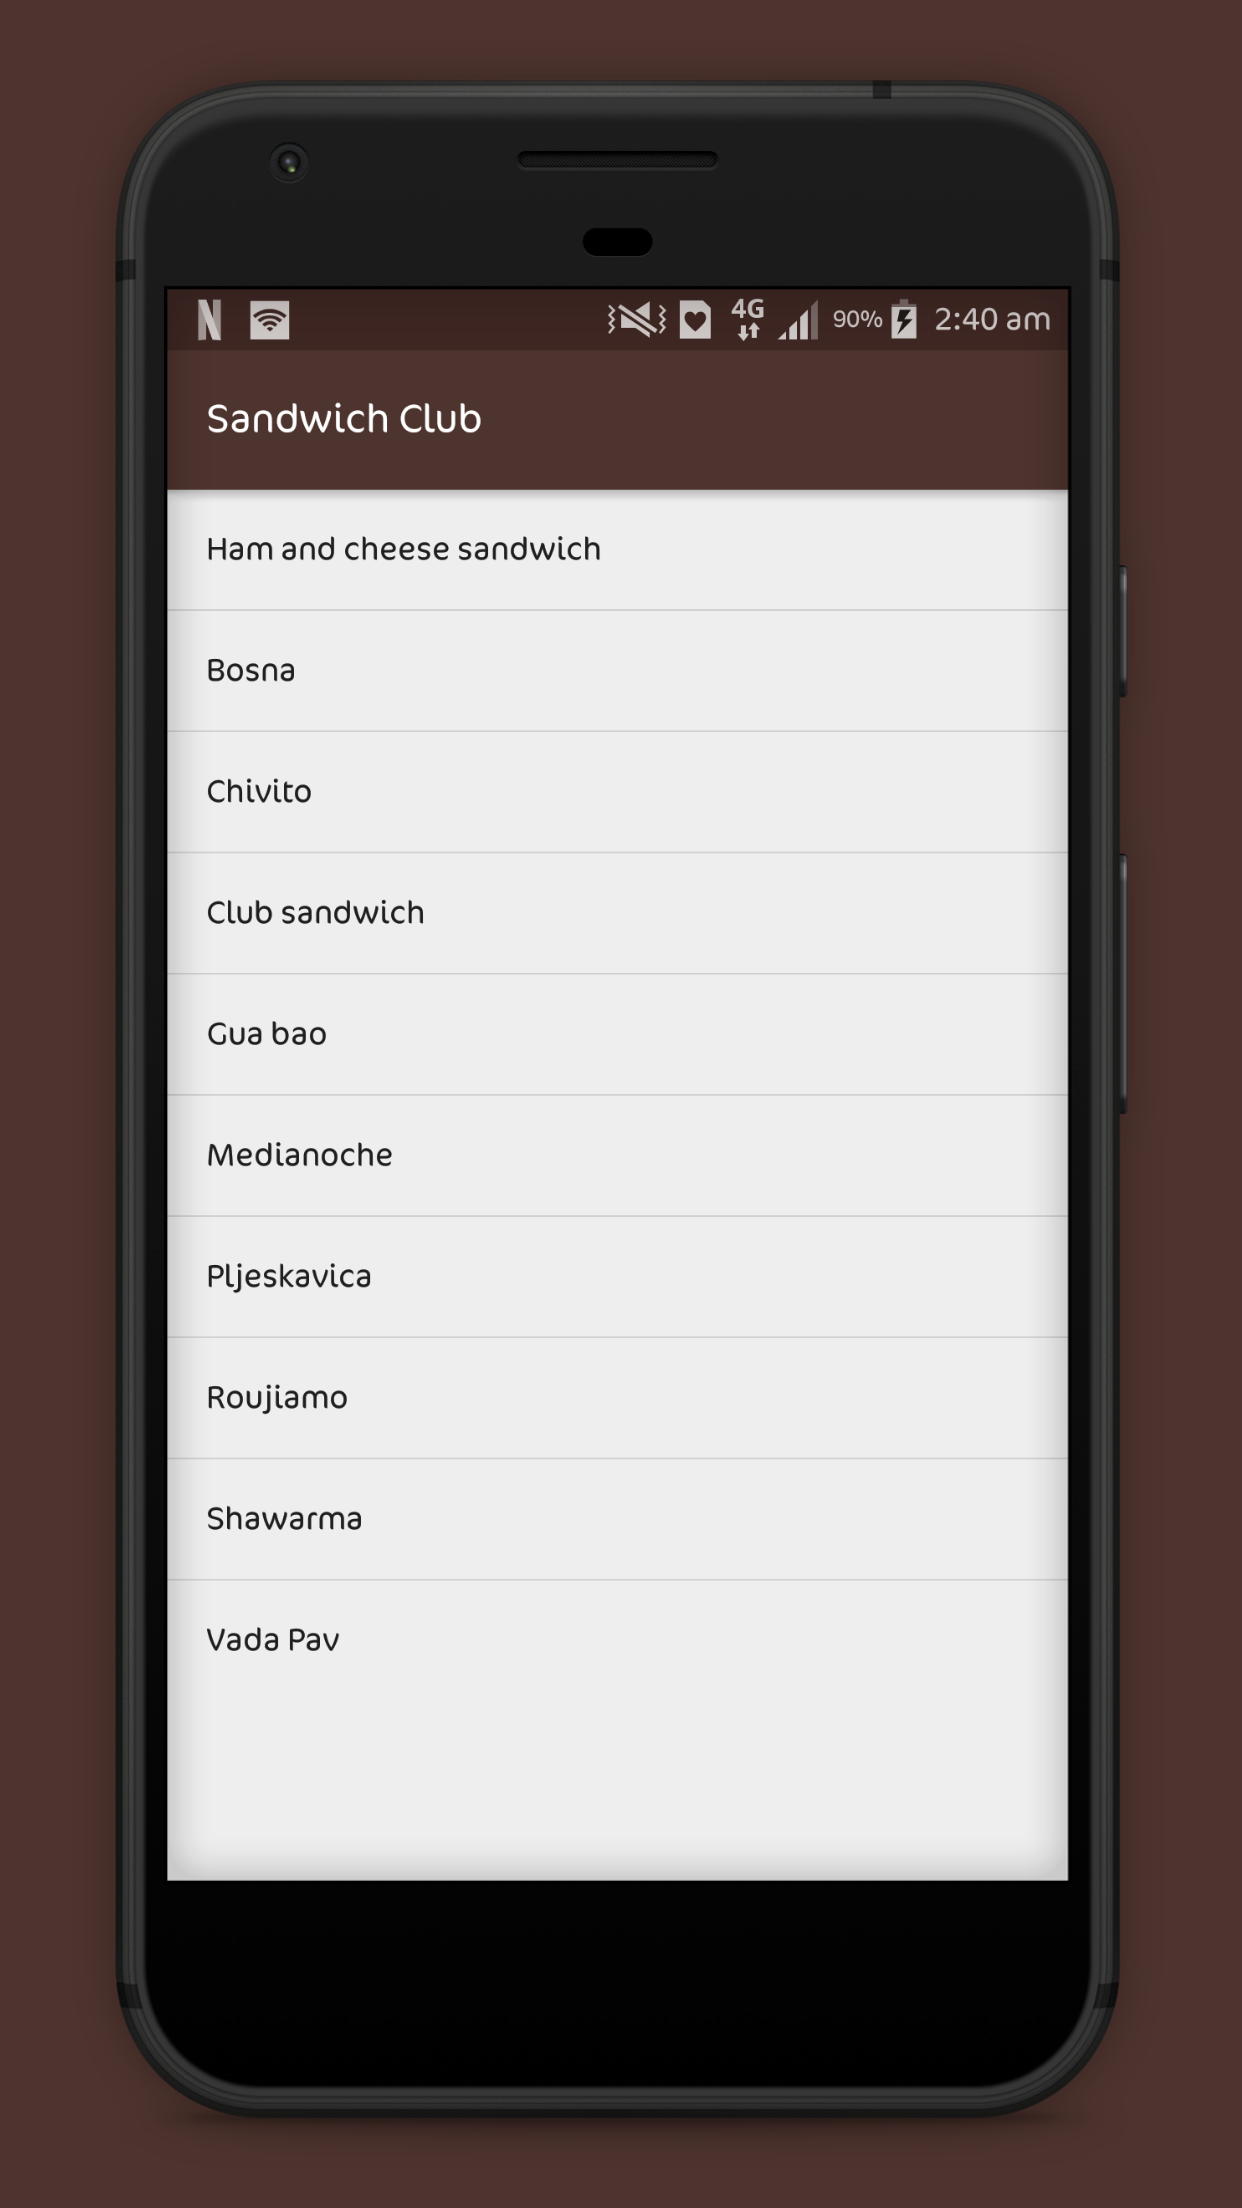 N 4G 90% 2:40 am
Sandwich Club
Ham and cheese sandwich
Bosna
Chivito
Club sandwich
Gua bao
Medianoche
Pljeskavica
Roujiamo
Shawarma
Vada Pav